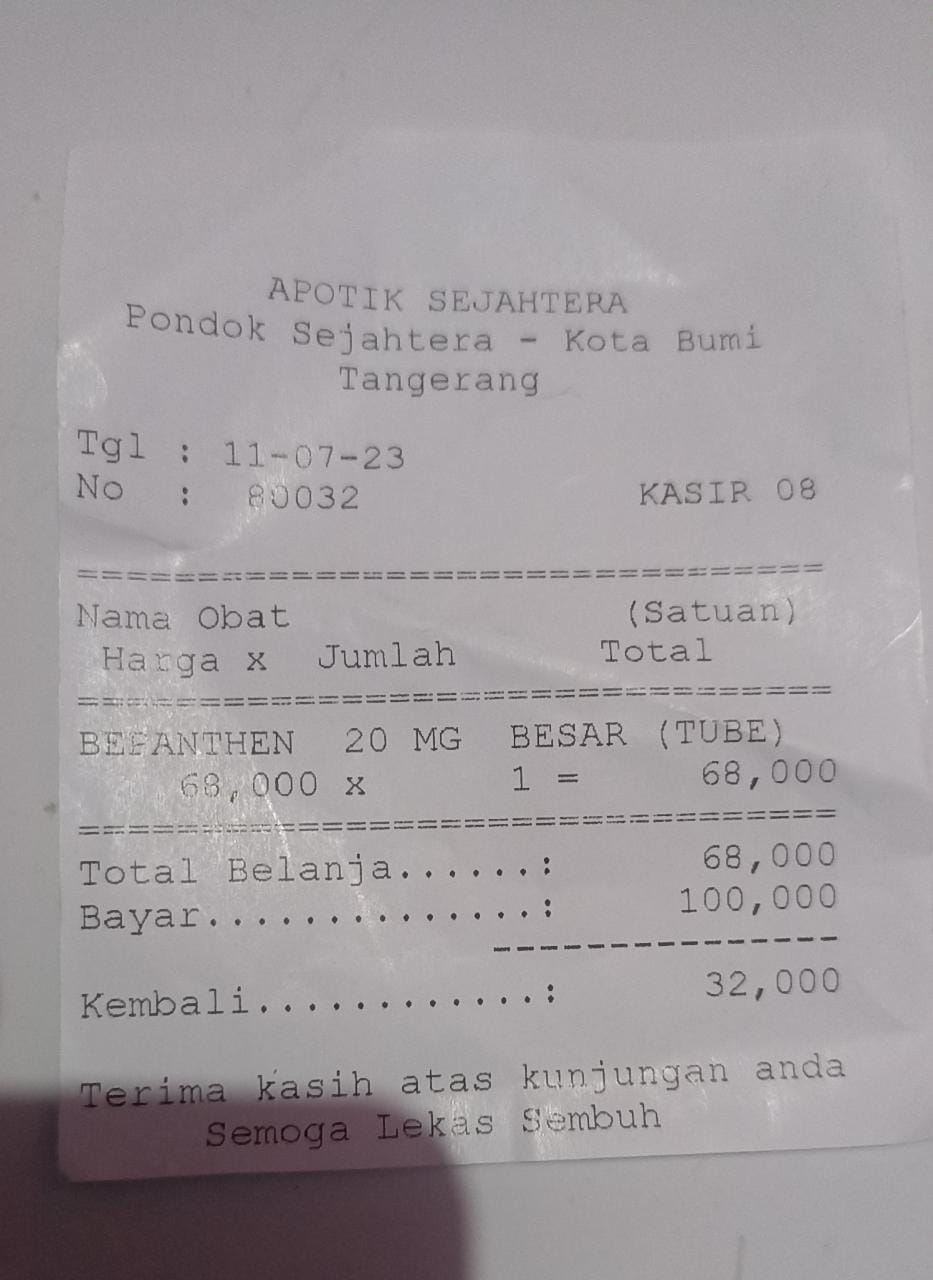 APOTIK SEJAHTERA
Pondok Sejahtera - Kota Bumi
Tangerang
Tgl : 11-07-23
No : 80032 KASIR 08
================================
Nama Obat (Satuan)
Harga x Jumlah Total
================================
BEPANTHEN 20 MG BESAR (TUBE)
68,000 x 1 = 68,000
================================
Total Belanja......: 68,000
Bayar..............: 100,000
---------------
Kembali............: 32,000
Terima kasih atas kunjungan anda
Semoga Lekas Sembuh